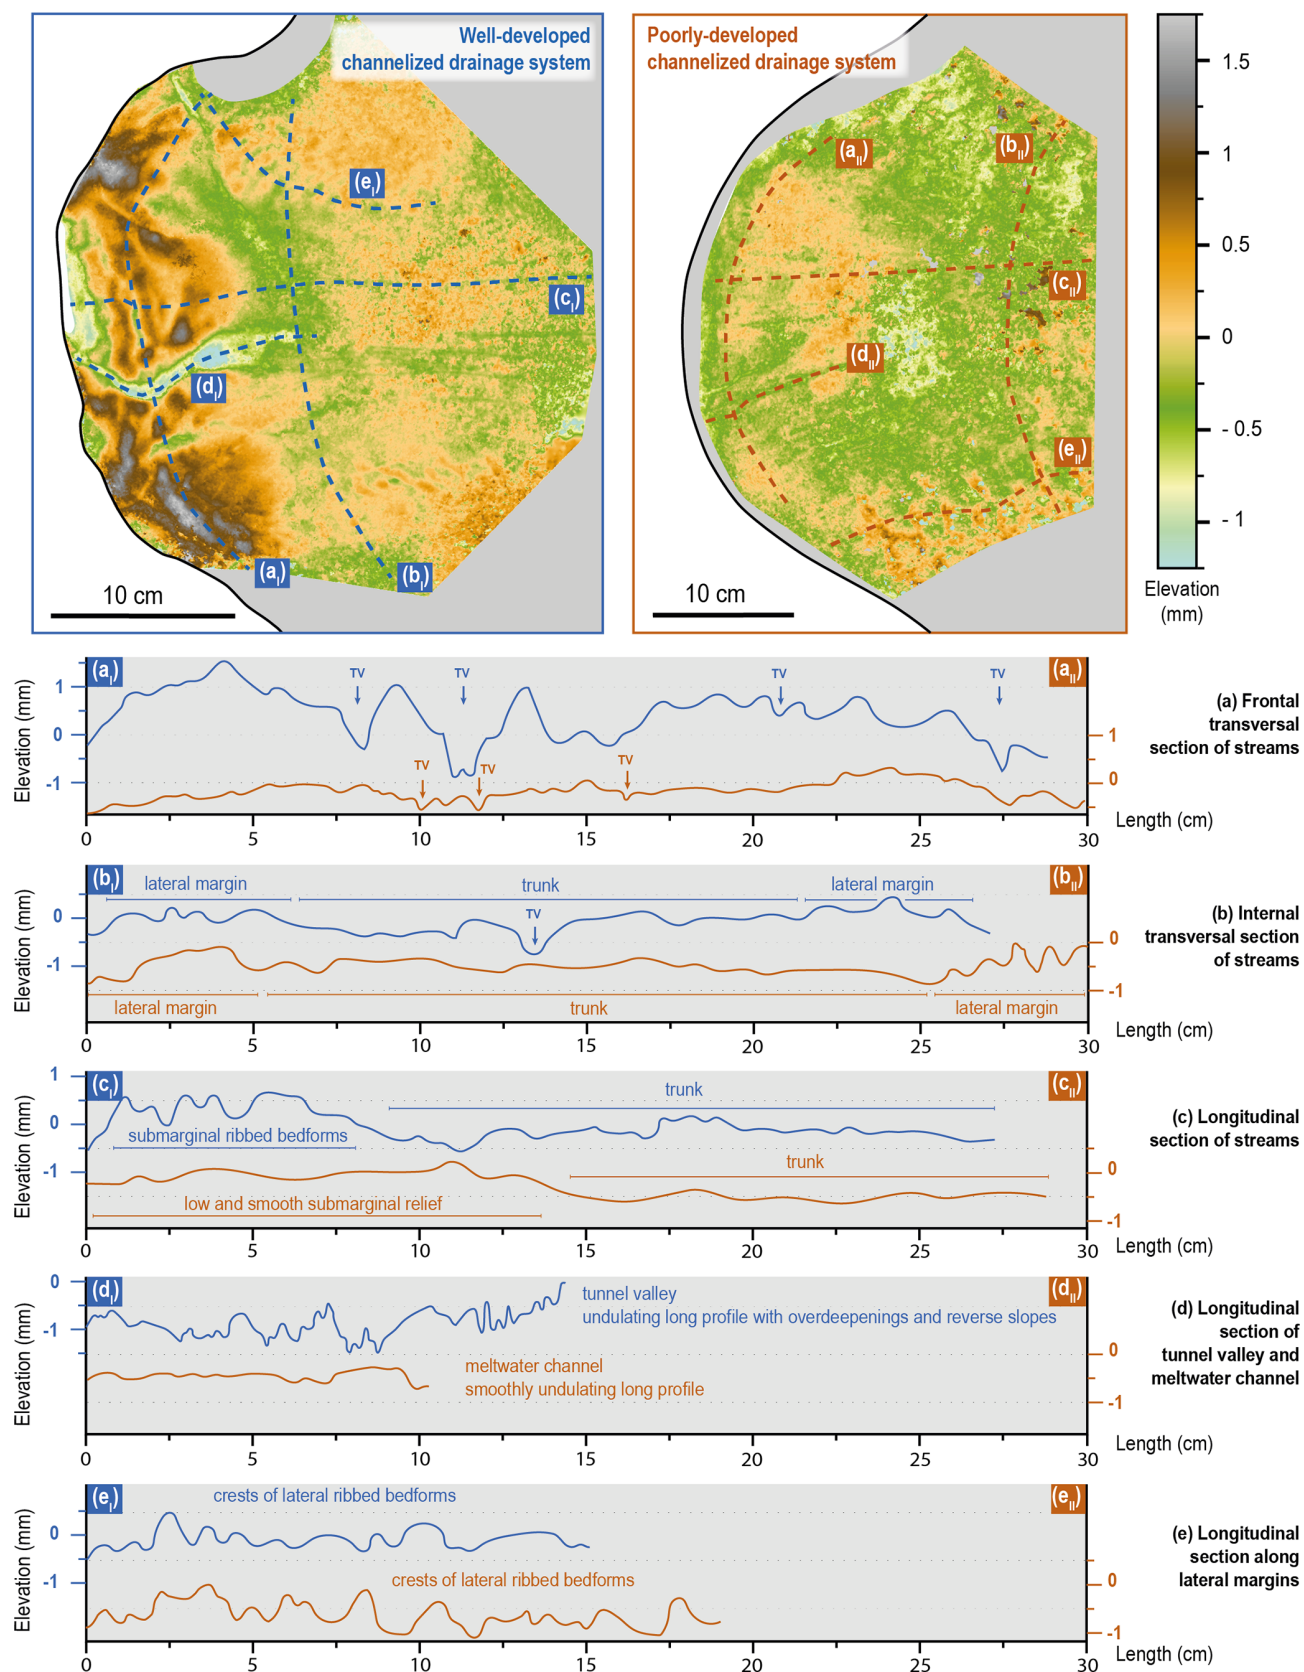 Well-developed
channelized drainage system
Poorly-developed
channelized drainage system
(eI)
(cI)
(dI)
(aI)
(bI)
10 cm
(aII)
(bII)
(cII)
(dII)
(eII)
10 cm
1.5
1
0.5
0
- 0.5
- 1
Elevation
(mm)
(aI)
(aII)
TV TV TV TV
TV TV TV
Elevation (mm)
1
0
-1
1
0
0 5 10 15 20 25 30
Length (cm)
(a) Frontal
transversal
section of streams
(bI)
(bII)
lateral margin trunk lateral margin
TV
Elevation (mm)
0
-1
0
-1
lateral margin trunk lateral margin
0 5 10 15 20 25 30
Length (cm)
(b) Internal
transversal section
of streams
(cI)
(cII)
trunk
submarginal ribbed bedforms
trunk
low and smooth submarginal relief
Elevation (mm)
1
0
-1
0
-1
0 5 10 15 20 25 30
Length (cm)
(c) Longitudinal
section of streams
(dI)
(dII)
tunnel valley
undulating long profile with overdeepenings and reverse slopes
meltwater channel
smoothly undulating long profile
Elevation (mm)
0
-1
0
-1
0 5 10 15 20 25 30
Length (cm)
(d) Longitudinal
section of
tunnel valley and
meltwater channel
(eI)
(eII)
crests of lateral ribbed bedforms
crests of lateral ribbed bedforms
Elevation (mm)
0
-1
0
-1
0 5 10 15 20 25 30
Length (cm)
(e) Longitudinal
section along
lateral margins